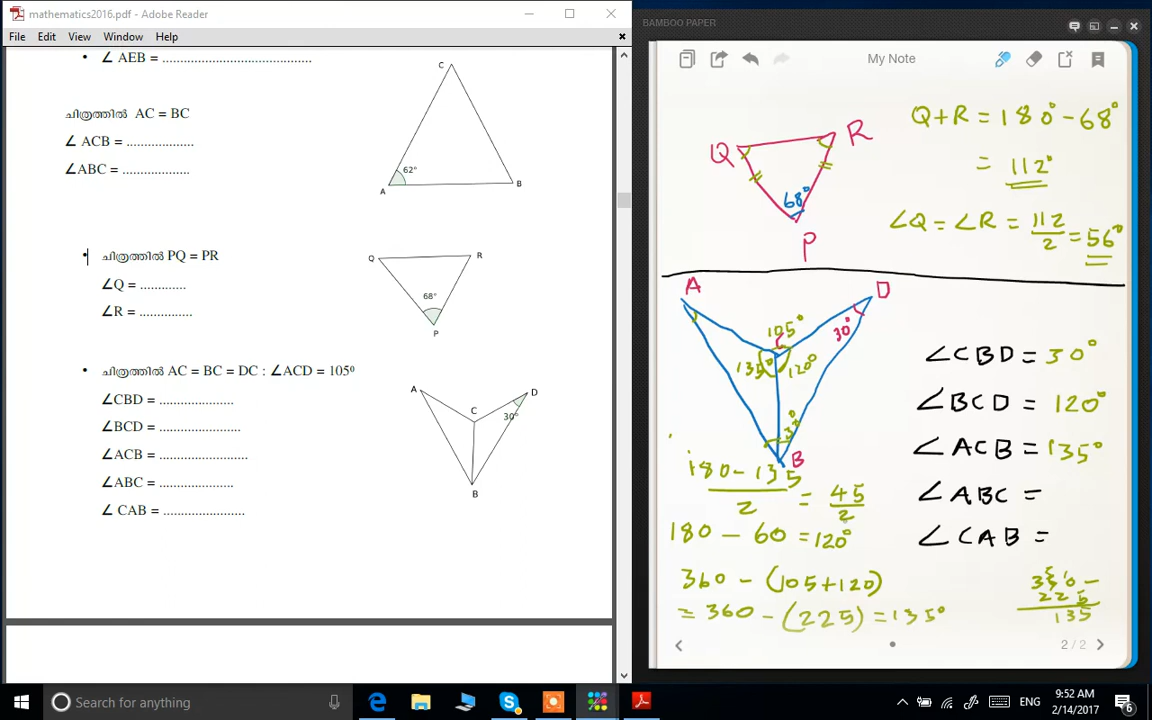 mathematics2016.pdf - Adobe Reader
File Edit View Window Help
• ∠ AEB = ........................................
C
ചിത്രത്തിൽ AC = BC
∠ ACB = ...................
∠ABC = ...................
62°
A
B
• ചിത്രത്തിൽ PQ = PR
∠Q = .............
∠R = ...............
Q
R
68°
P
• ചിത്രത്തിൽ AC = BC = DC : ∠ACD = 105⁰
∠CBD = .....................
∠BCD = .......................
∠ACB = ........................
∠ABC = .....................
∠ CAB = .......................
A
D
C
30°
B
BAMBOO PAPER
My Note
Q+R = 180° - 68°
= 112°
∠Q = ∠R = 112/2 = 56°
Q
R
68°
P
A
D
105°
C
30°
135°
120°
30°
B
∠CBD = 30°
∠BCD = 120°
∠ACB = 135°
∠ABC =
∠CAB =
180 - 135
2
= 45/2
180 - 60 = 120°
360 - (105+120)
= 360 - (225) = 135°
360 -
225
135
2 / 2
Search for anything
ENG
9:52 AM
2/14/2017
6